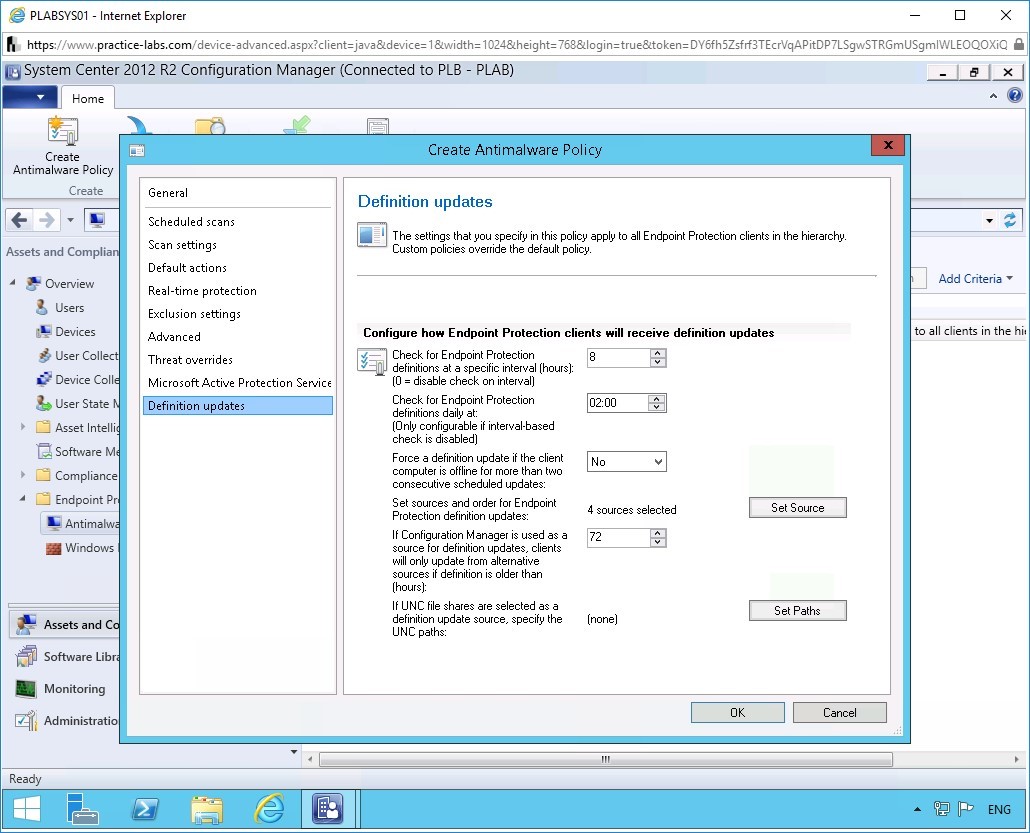 PLABSYS01 - Internet Explorer
https://www.practice-labs.com/device-advanced.aspx?client=java&device=1&width=1024&height=768&login=true&token=DY6fh5Zsfrf3TEcrVqAPitDP7LSgwSTRGmUSgmIWLEOQOXiQ
System Center 2012 R2 Configuration Manager (Connected to PLB - PLAB)
Home
Create
Antimalware Policy
Create
Create Antimalware Policy
Assets and Complian
Overview
Users
Devices
User Collect
Device Colle
User State M
Asset Intellig
Software Me
Compliance
Endpoint Pr
Antimalwa
Windows
Assets and Co
Software Libra
Monitoring
Administratio
General
Scheduled scans
Scan settings
Default actions
Real-time protection
Exclusion settings
Advanced
Threat overrides
Microsoft Active Protection Service
Definition updates
Definition updates
The settings that you specify in this policy apply to all Endpoint Protection clients in the hierarchy.
Custom policies override the default policy.
Configure how Endpoint Protection clients will receive definition updates
Check for Endpoint Protection
definitions at a specific interval (hours):
(0 = disable check on interval)
8
Check for Endpoint Protection
definitions daily at:
(Only configurable if interval-based
check is disabled)
02:00
Force a definition update if the client
computer is offline for more than two
consecutive scheduled updates:
No
Set sources and order for Endpoint
Protection definition updates:
4 sources selected
Set Source
If Configuration Manager is used as a
source for definition updates, clients
will only update from alternative
sources if definition is older than
(hours):
72
If UNC file shares are selected as a
definition update source, specify the
UNC paths:
(none)
Set Paths
OK
Cancel
Add Criteria
to all clients in the hi
Ready
ENG